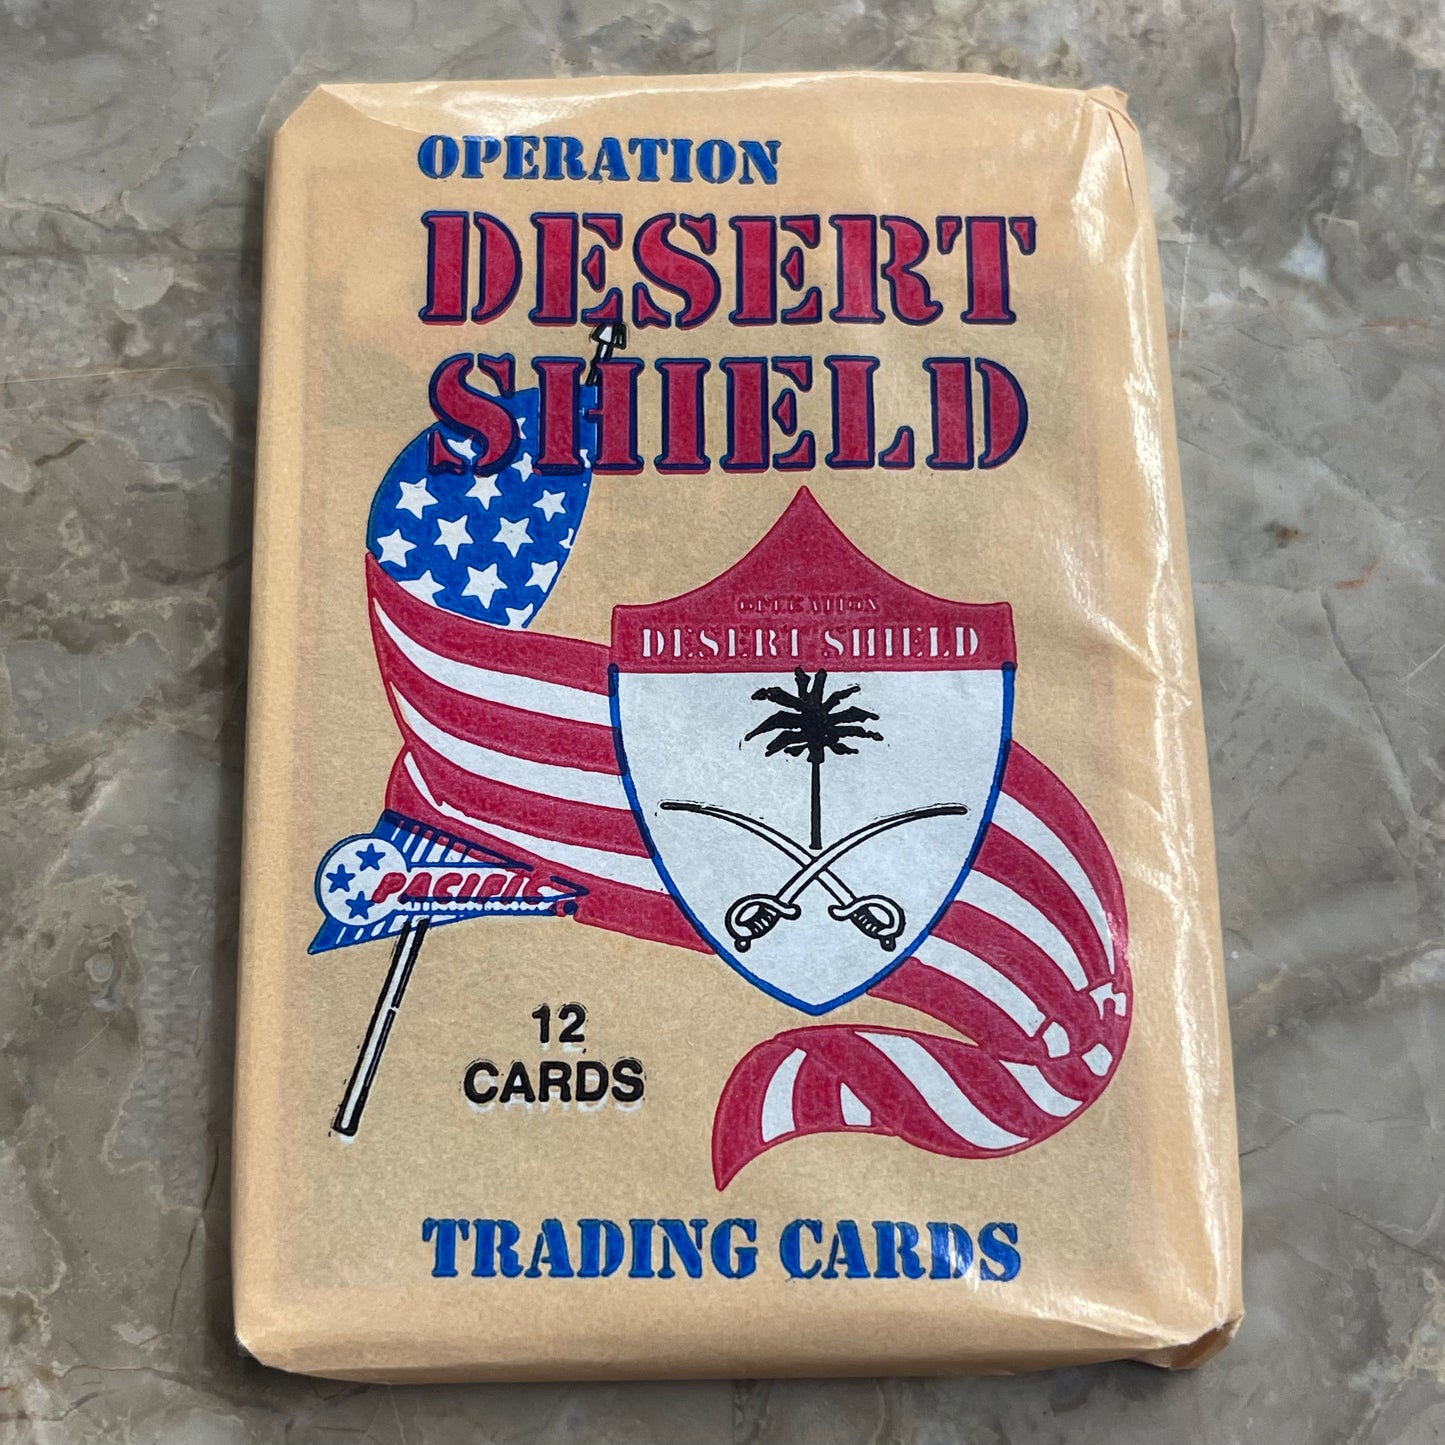 OPERATION
DESERT
SHIELD
OPERATION
DESERT SHIELD
PACIFIC
12
CARDS
TRADING CARDS